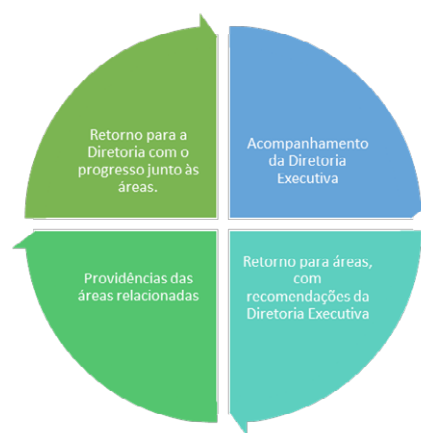 Retorno para a
Diretoria com o
progresso junto às
áreas.
Acompanhamento
da Diretoria
Executiva
Providências das
áreas relacionadas
Retorno para áreas,
com
recomendações da
Diretoria Executiva